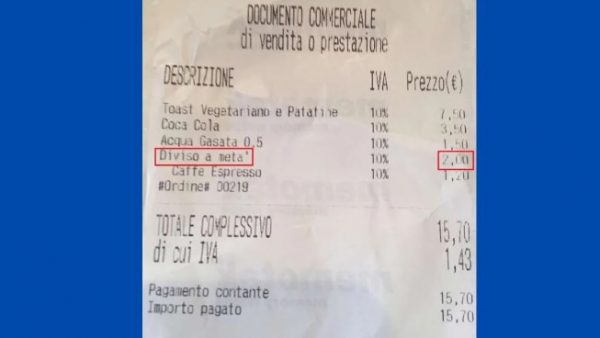 DOCUMENTO COMMERCIALE
di vendita o prestazione
DESCRIZIONE IVA Prezzo(€)
Toast Vegetariano e Patatine 10% 7,50
Coca Cola 10% 3,50
Acqua Gasata 0,5 10% 1,50
Diviso a meta' 10% 2,00
Caffe Espresso 10% 1,20
#Ordine# 00219
TOTALE COMPLESSIVO 15,70
di cui IVA 1,43
Pagamento contante 15,70
Importo pagato 15,70